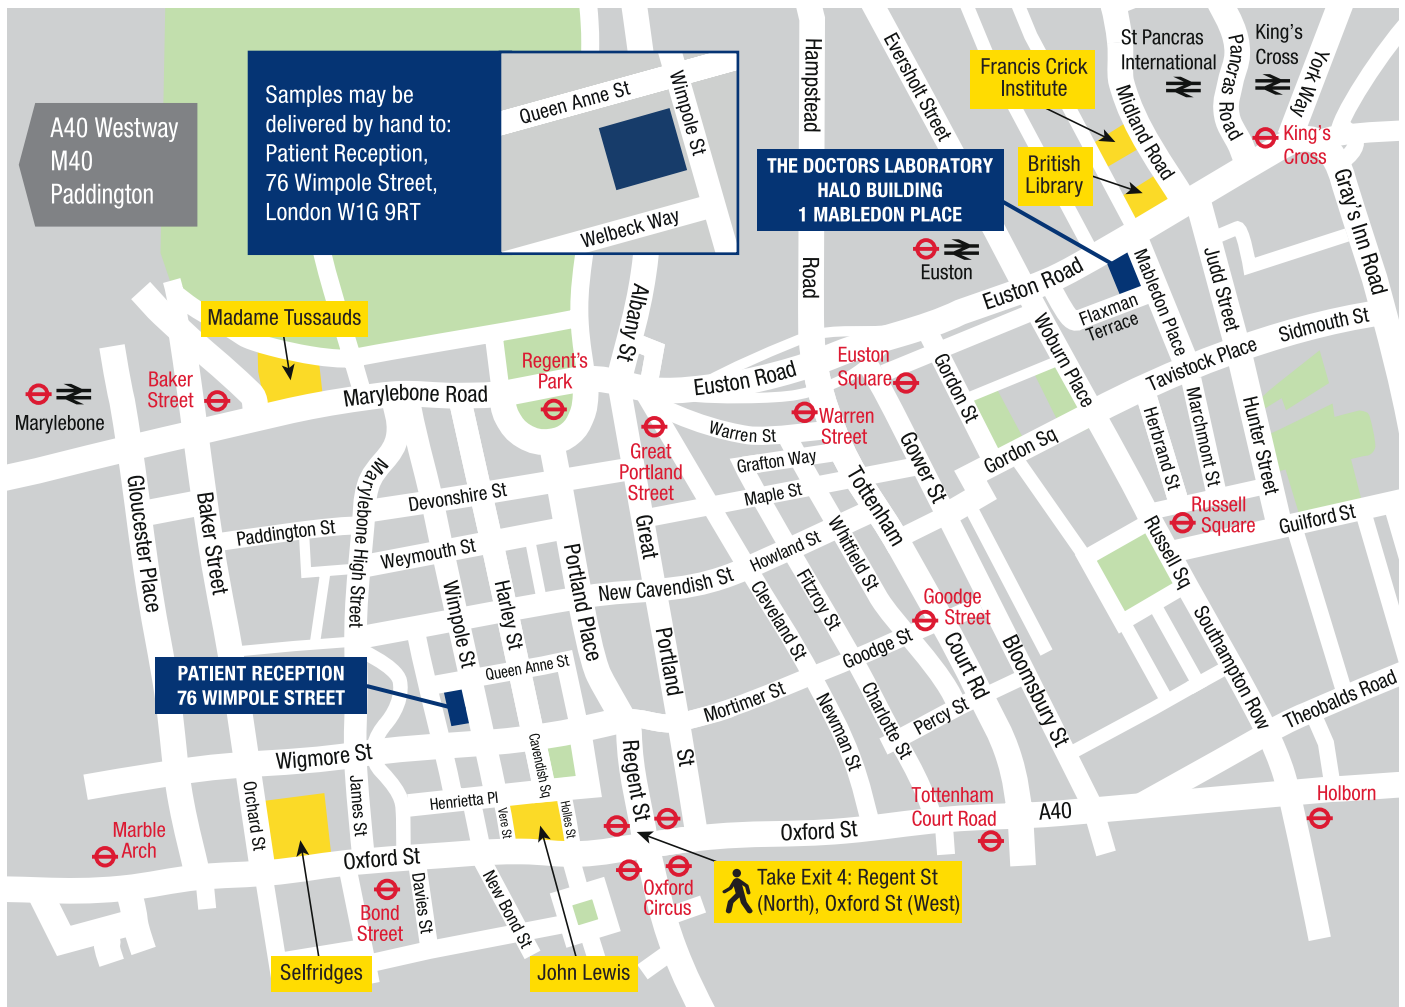 A40 Westway
M40
Paddington
Samples may be
delivered by hand to:
Patient Reception,
76 Wimpole Street,
London W1G 9RT
Queen Anne St
Wimpole St
Welbeck Way
Hampstead
Road
Eversholt Street
Francis Crick
Institute
British
Library
St Pancras
International
Midland Road
Pancras Road
King's
Cross
York Way
King's
Cross
Gray's Inn Road
THE DOCTORS LABORATORY
HALO BUILDING
1 MABLEDON PLACE
Euston
Euston Road
Mabledon Place
Flaxman
Terrace
Judd Street
Sidmouth St
Tavistock Place
Woburn Place
Madame Tussauds
Albany St
Marylebone
Baker
Street
Marylebone Road
Regent's
Park
Euston Road
Euston
Square
Warren
Street
Gordon St
Great
Portland
Street
Warren St
Grafton Way
Maple St
Gower St
Gordon Sq
Herbrand St
Marchmont St
Hunter Street
Russell
Square
Guilford St
Russell Sq
Gloucester Place
Baker Street
Paddington St
Marylebone High Street
Devonshire St
Weymouth St
Wimpole St
Harley St
Portland Place
Great
Portland
St
New Cavendish St
Howland St
Tottenham
Court Rd
Whitfield St
Fitzroy St
Cleveland St
Goodge
Street
Goodge St
Mortimer St
Newman St
Charlotte St
Percy St
Bloomsbury St
Southampton Row
Theobalds Road
PATIENT RECEPTION
76 WIMPOLE STREET
Queen Anne St
Wigmore St
Cavendish Sq
Regent St
Orchard St
James St
Henrietta Pl
Vere St
Holles St
Marble
Arch
Oxford St
Oxford St
Tottenham
Court Road
A40
Holborn
Bond
Street
Davies St
New Bond St
Oxford
Circus
Take Exit 4: Regent St
(North), Oxford St (West)
Selfridges
John Lewis